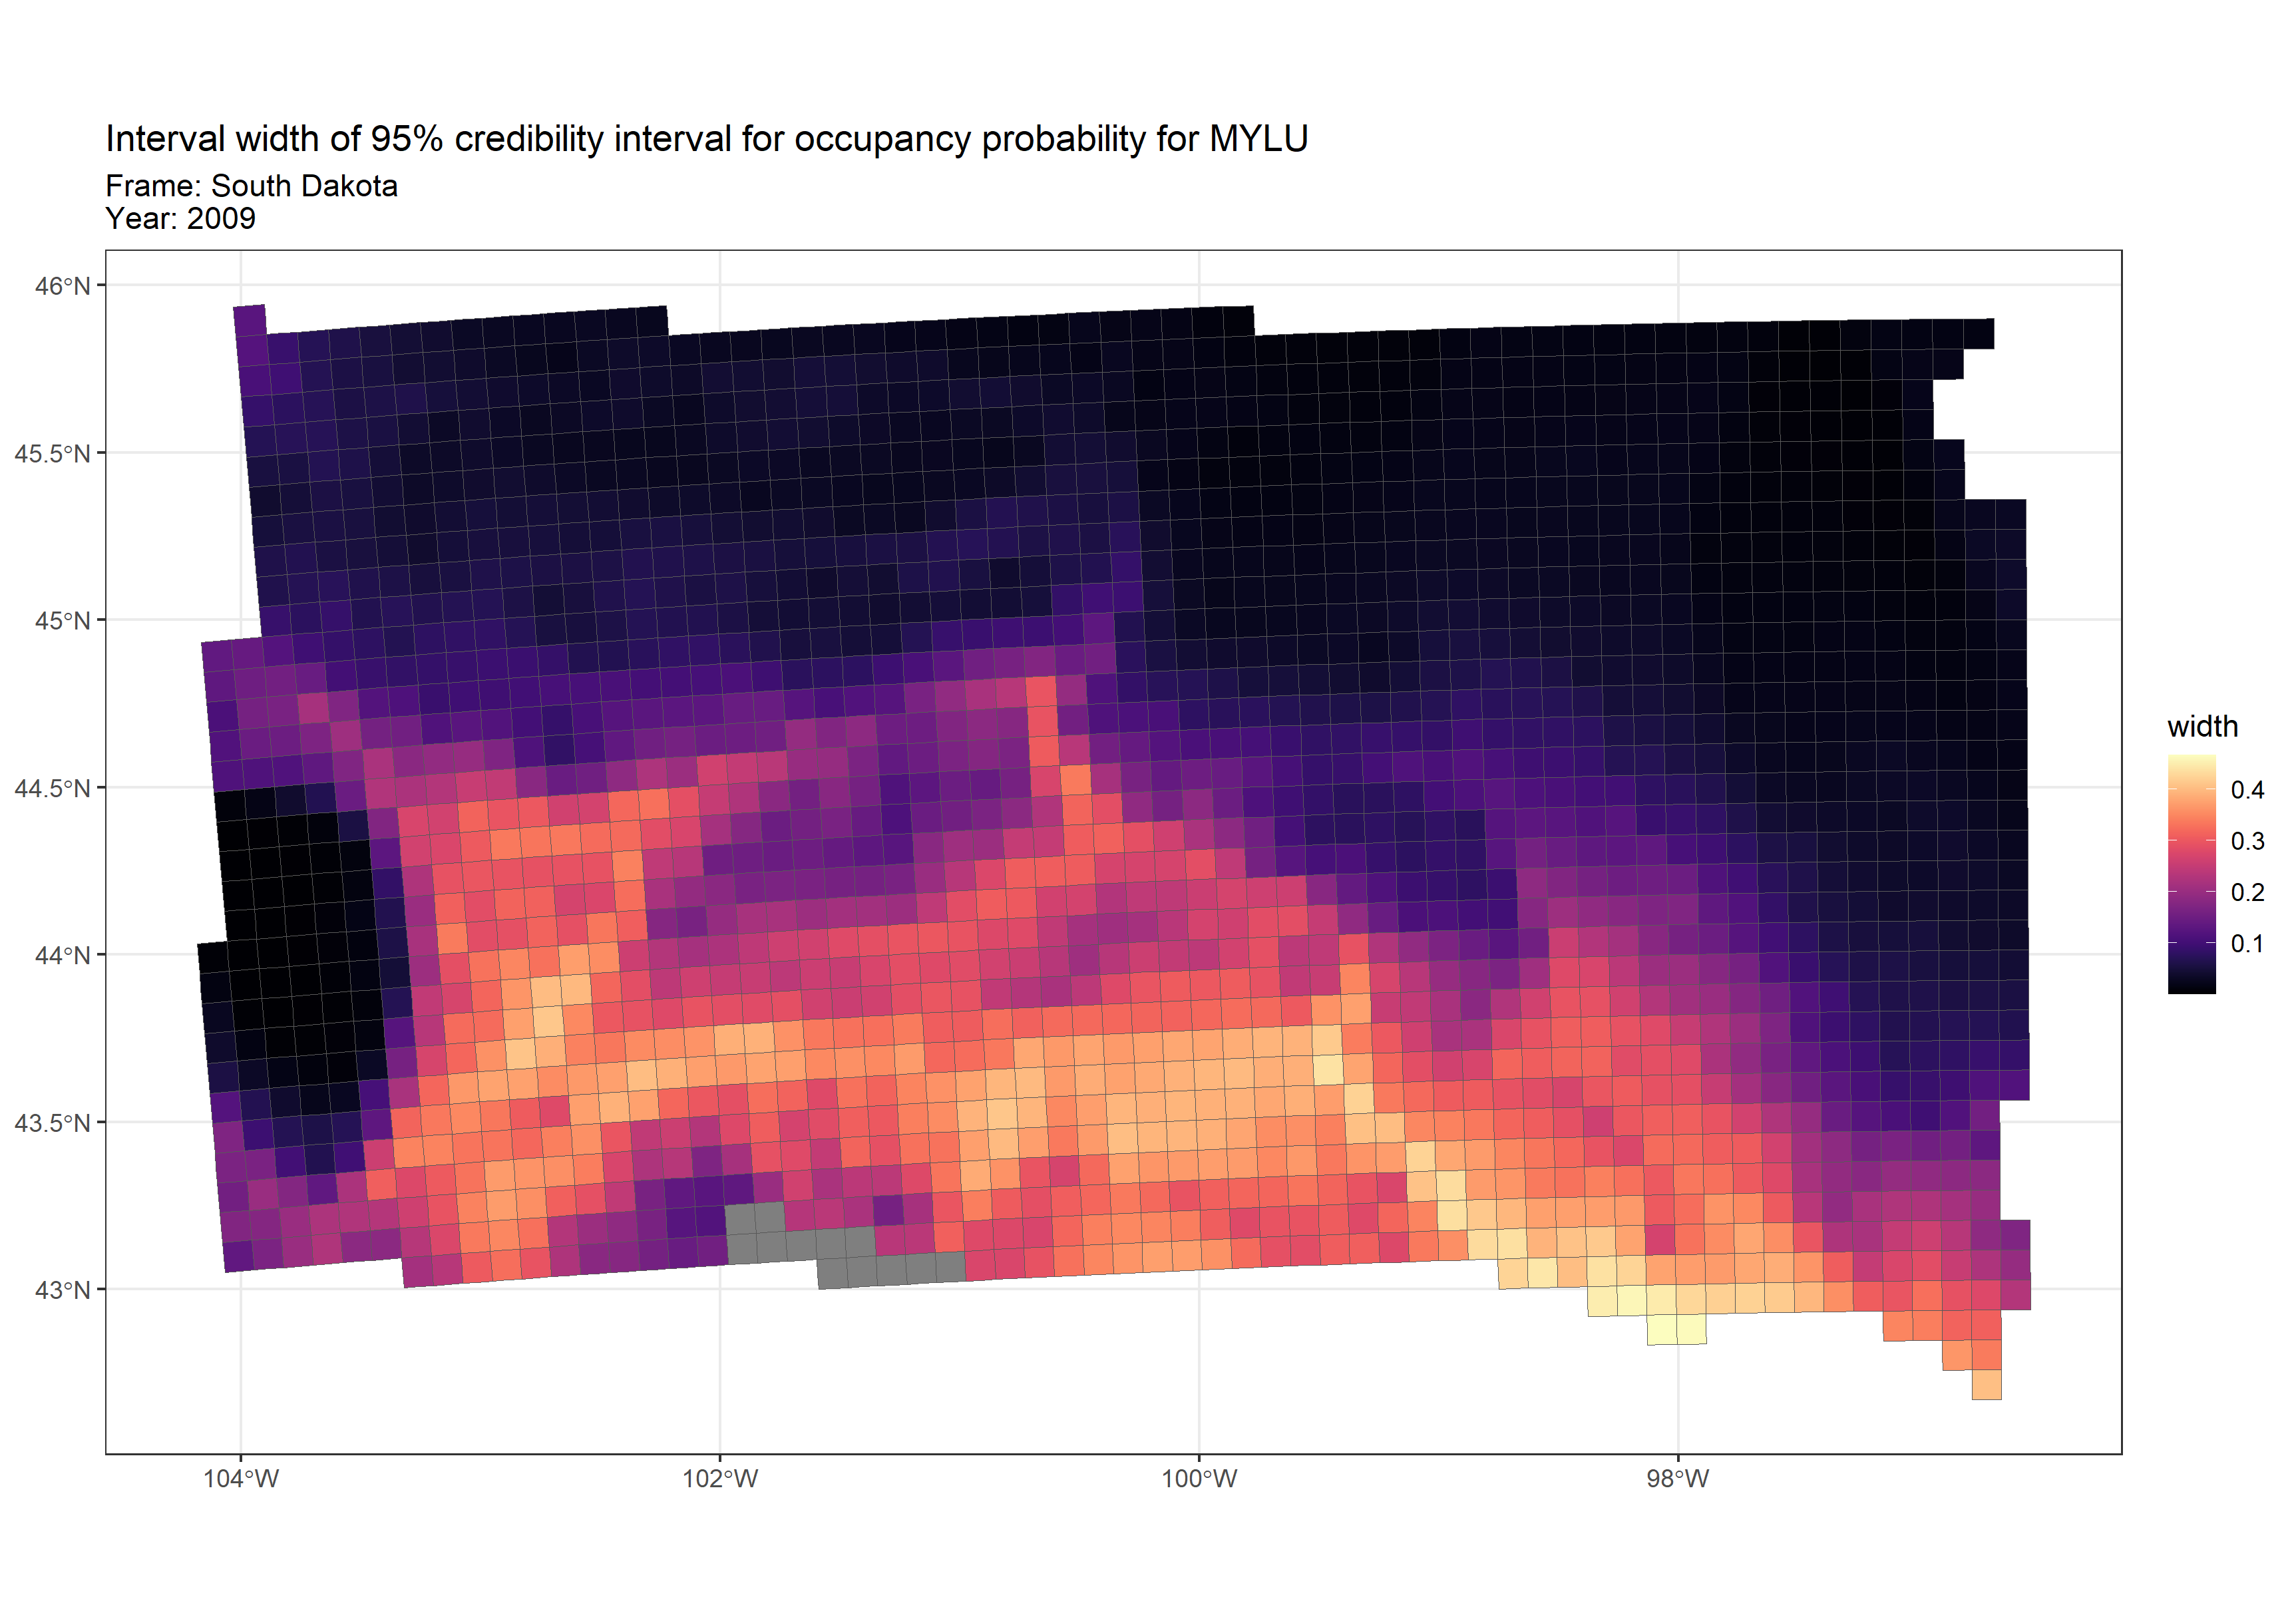 Interval width of 95% credibility interval for occupancy probability for MYLU
Frame: South Dakota
Year: 2009
46°N
45.5°N
45°N
44.5°N
44°N
43.5°N
43°N
104°W
102°W
100°W
98°W
width
0.4
0.3
0.2
0.1